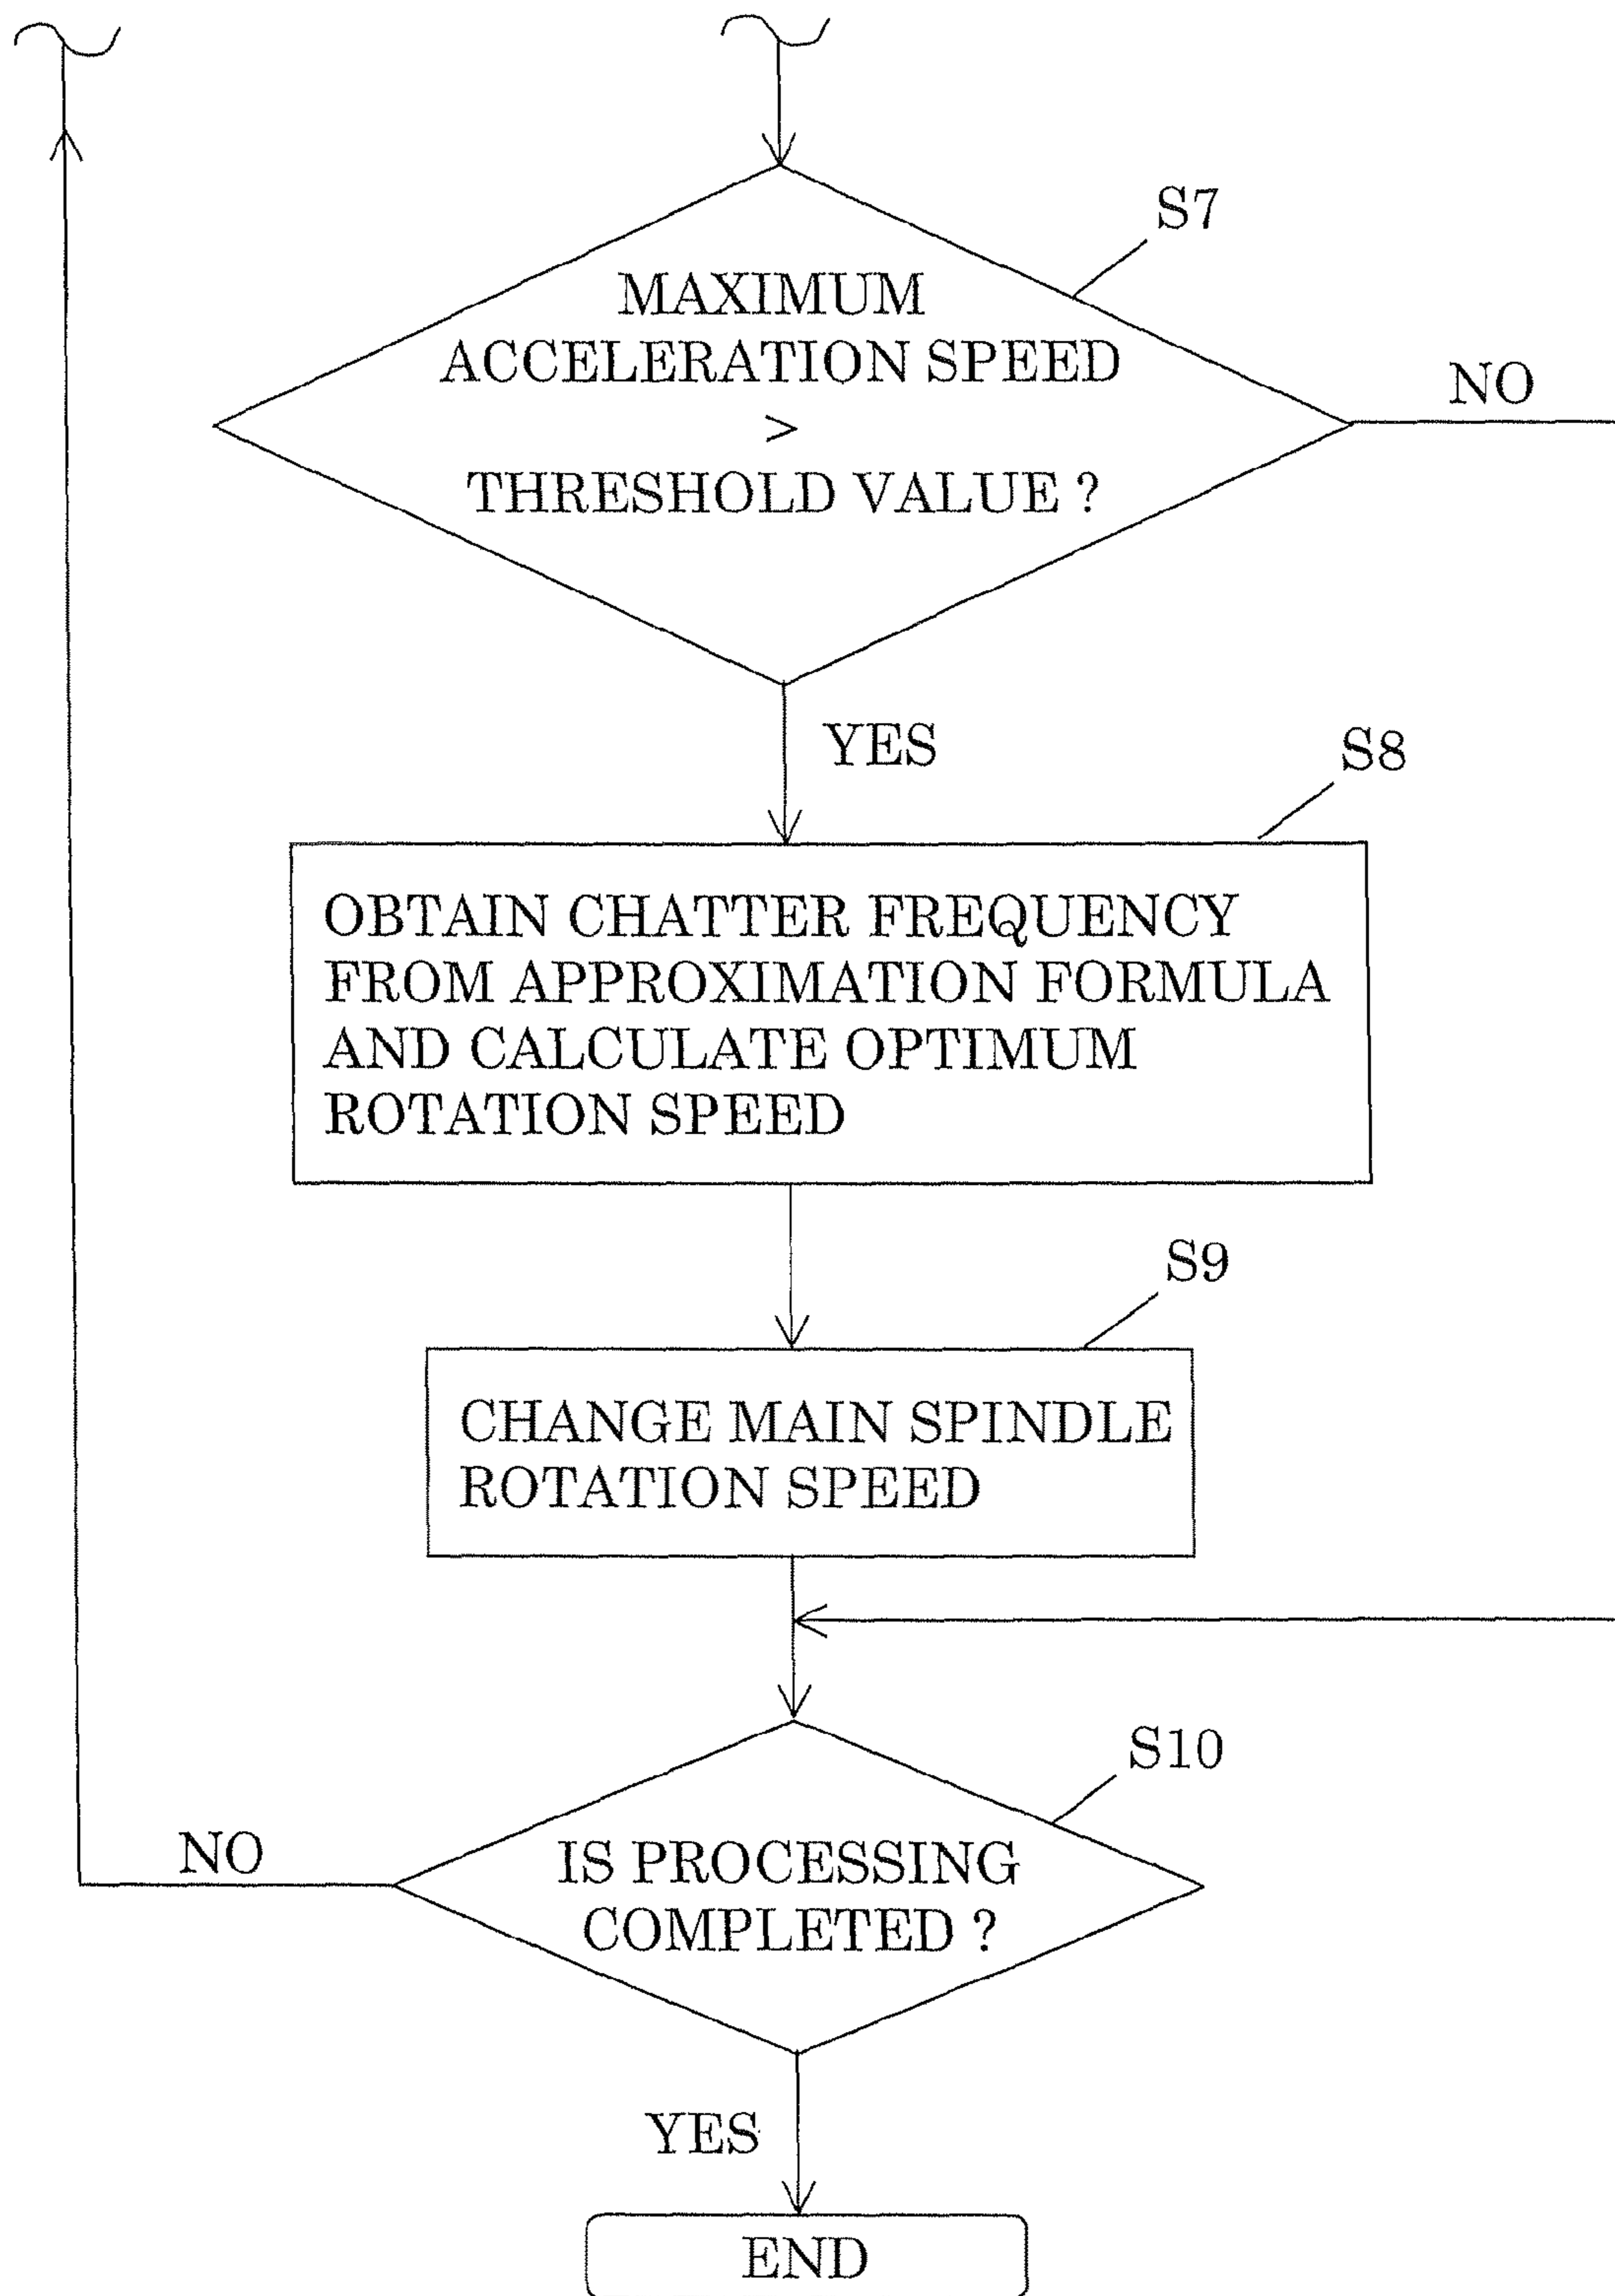 S7
MAXIMUM
ACCELERATION SPEED
>
THRESHOLD VALUE ?
NO
YES
S8
OBTAIN CHATTER FREQUENCY
FROM APPROXIMATION FORMULA
AND CALCULATE OPTIMUM
ROTATION SPEED
S9
CHANGE MAIN SPINDLE
ROTATION SPEED
S10
NO
IS PROCESSING
COMPLETED ?
YES
END